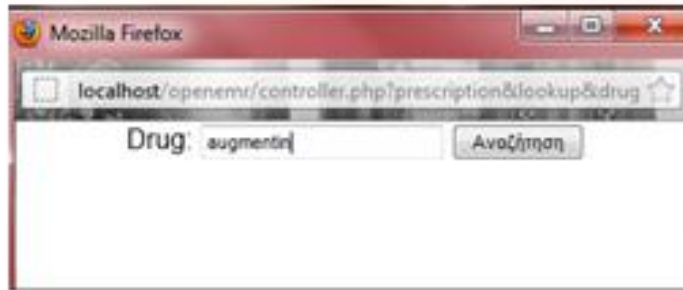 Mozilla Firefox
localhost/openemr/controller.php?prescription&lookup&drug
Drug: augmentin Αναζήτηση